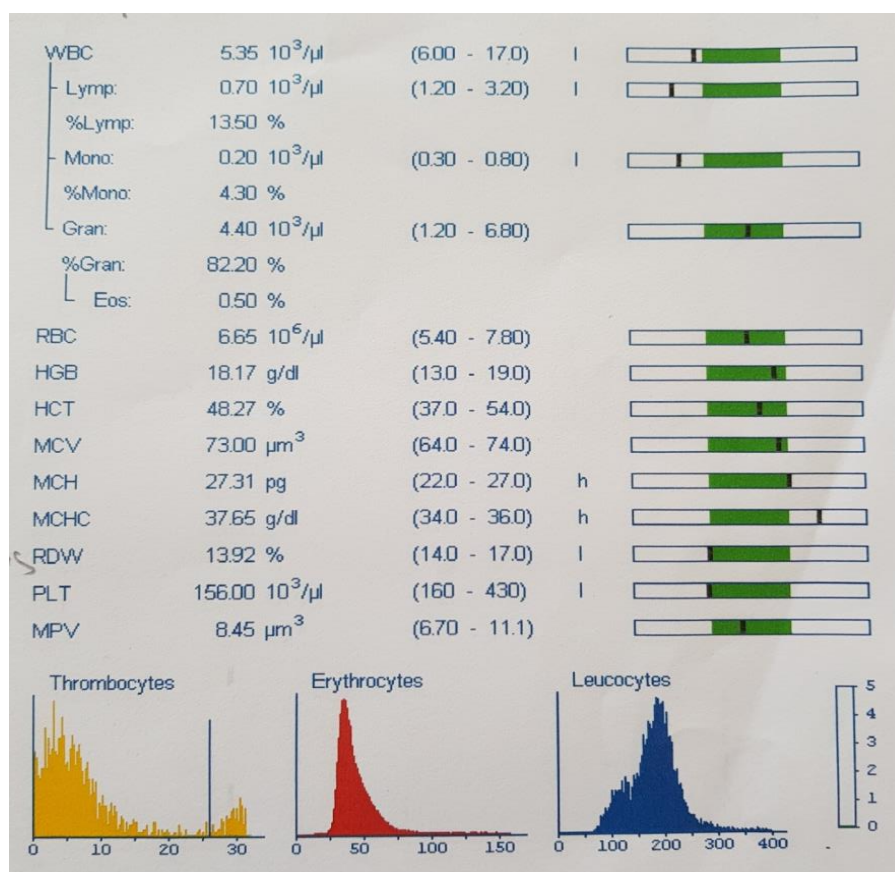 WBC 5.35 10³/µl (6.00 - 17.0) l
Lymp: 0.70 10³/µl (1.20 - 3.20) l
%Lymp: 13.50 %
Mono: 0.20 10³/µl (0.30 - 0.80) l
%Mono: 4.30 %
Gran: 4.40 10³/µl (1.20 - 6.80)
%Gran: 82.20 %
Eos: 0.50 %
RBC 6.65 10⁶/µl (5.40 - 7.80)
HGB 18.17 g/dl (13.0 - 19.0)
HCT 48.27 % (37.0 - 54.0)
MCV 73.00 µm³ (64.0 - 74.0)
MCH 27.31 pg (22.0 - 27.0) h
MCHC 37.65 g/dl (34.0 - 36.0) h
RDW 13.92 % (14.0 - 17.0) l
PLT 156.00 10³/µl (160 - 430) l
MPV 8.45 µm³ (6.70 - 11.1)
Thrombocytes Erythrocytes Leucocytes
5
4
3
2
1
0
0 10 20 30 0 50 100 150 0 100 200 300 400